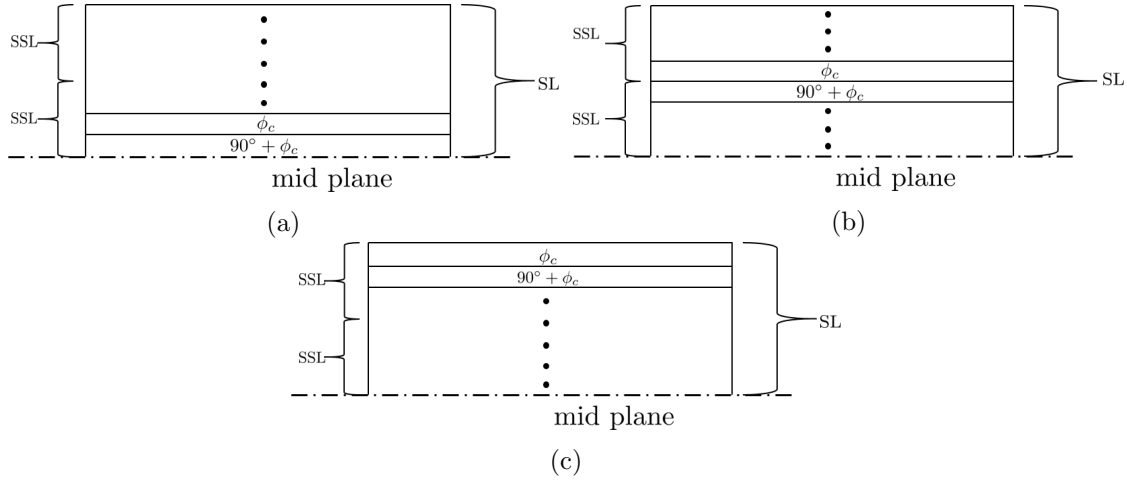 SSL
SSL
SL
ϕ_c
90° + ϕ_c
mid plane
(a)
SSL
SSL
SL
ϕ_c
90° + ϕ_c
mid plane
(b)
SSL
SSL
SL
ϕ_c
90° + ϕ_c
mid plane
(c)